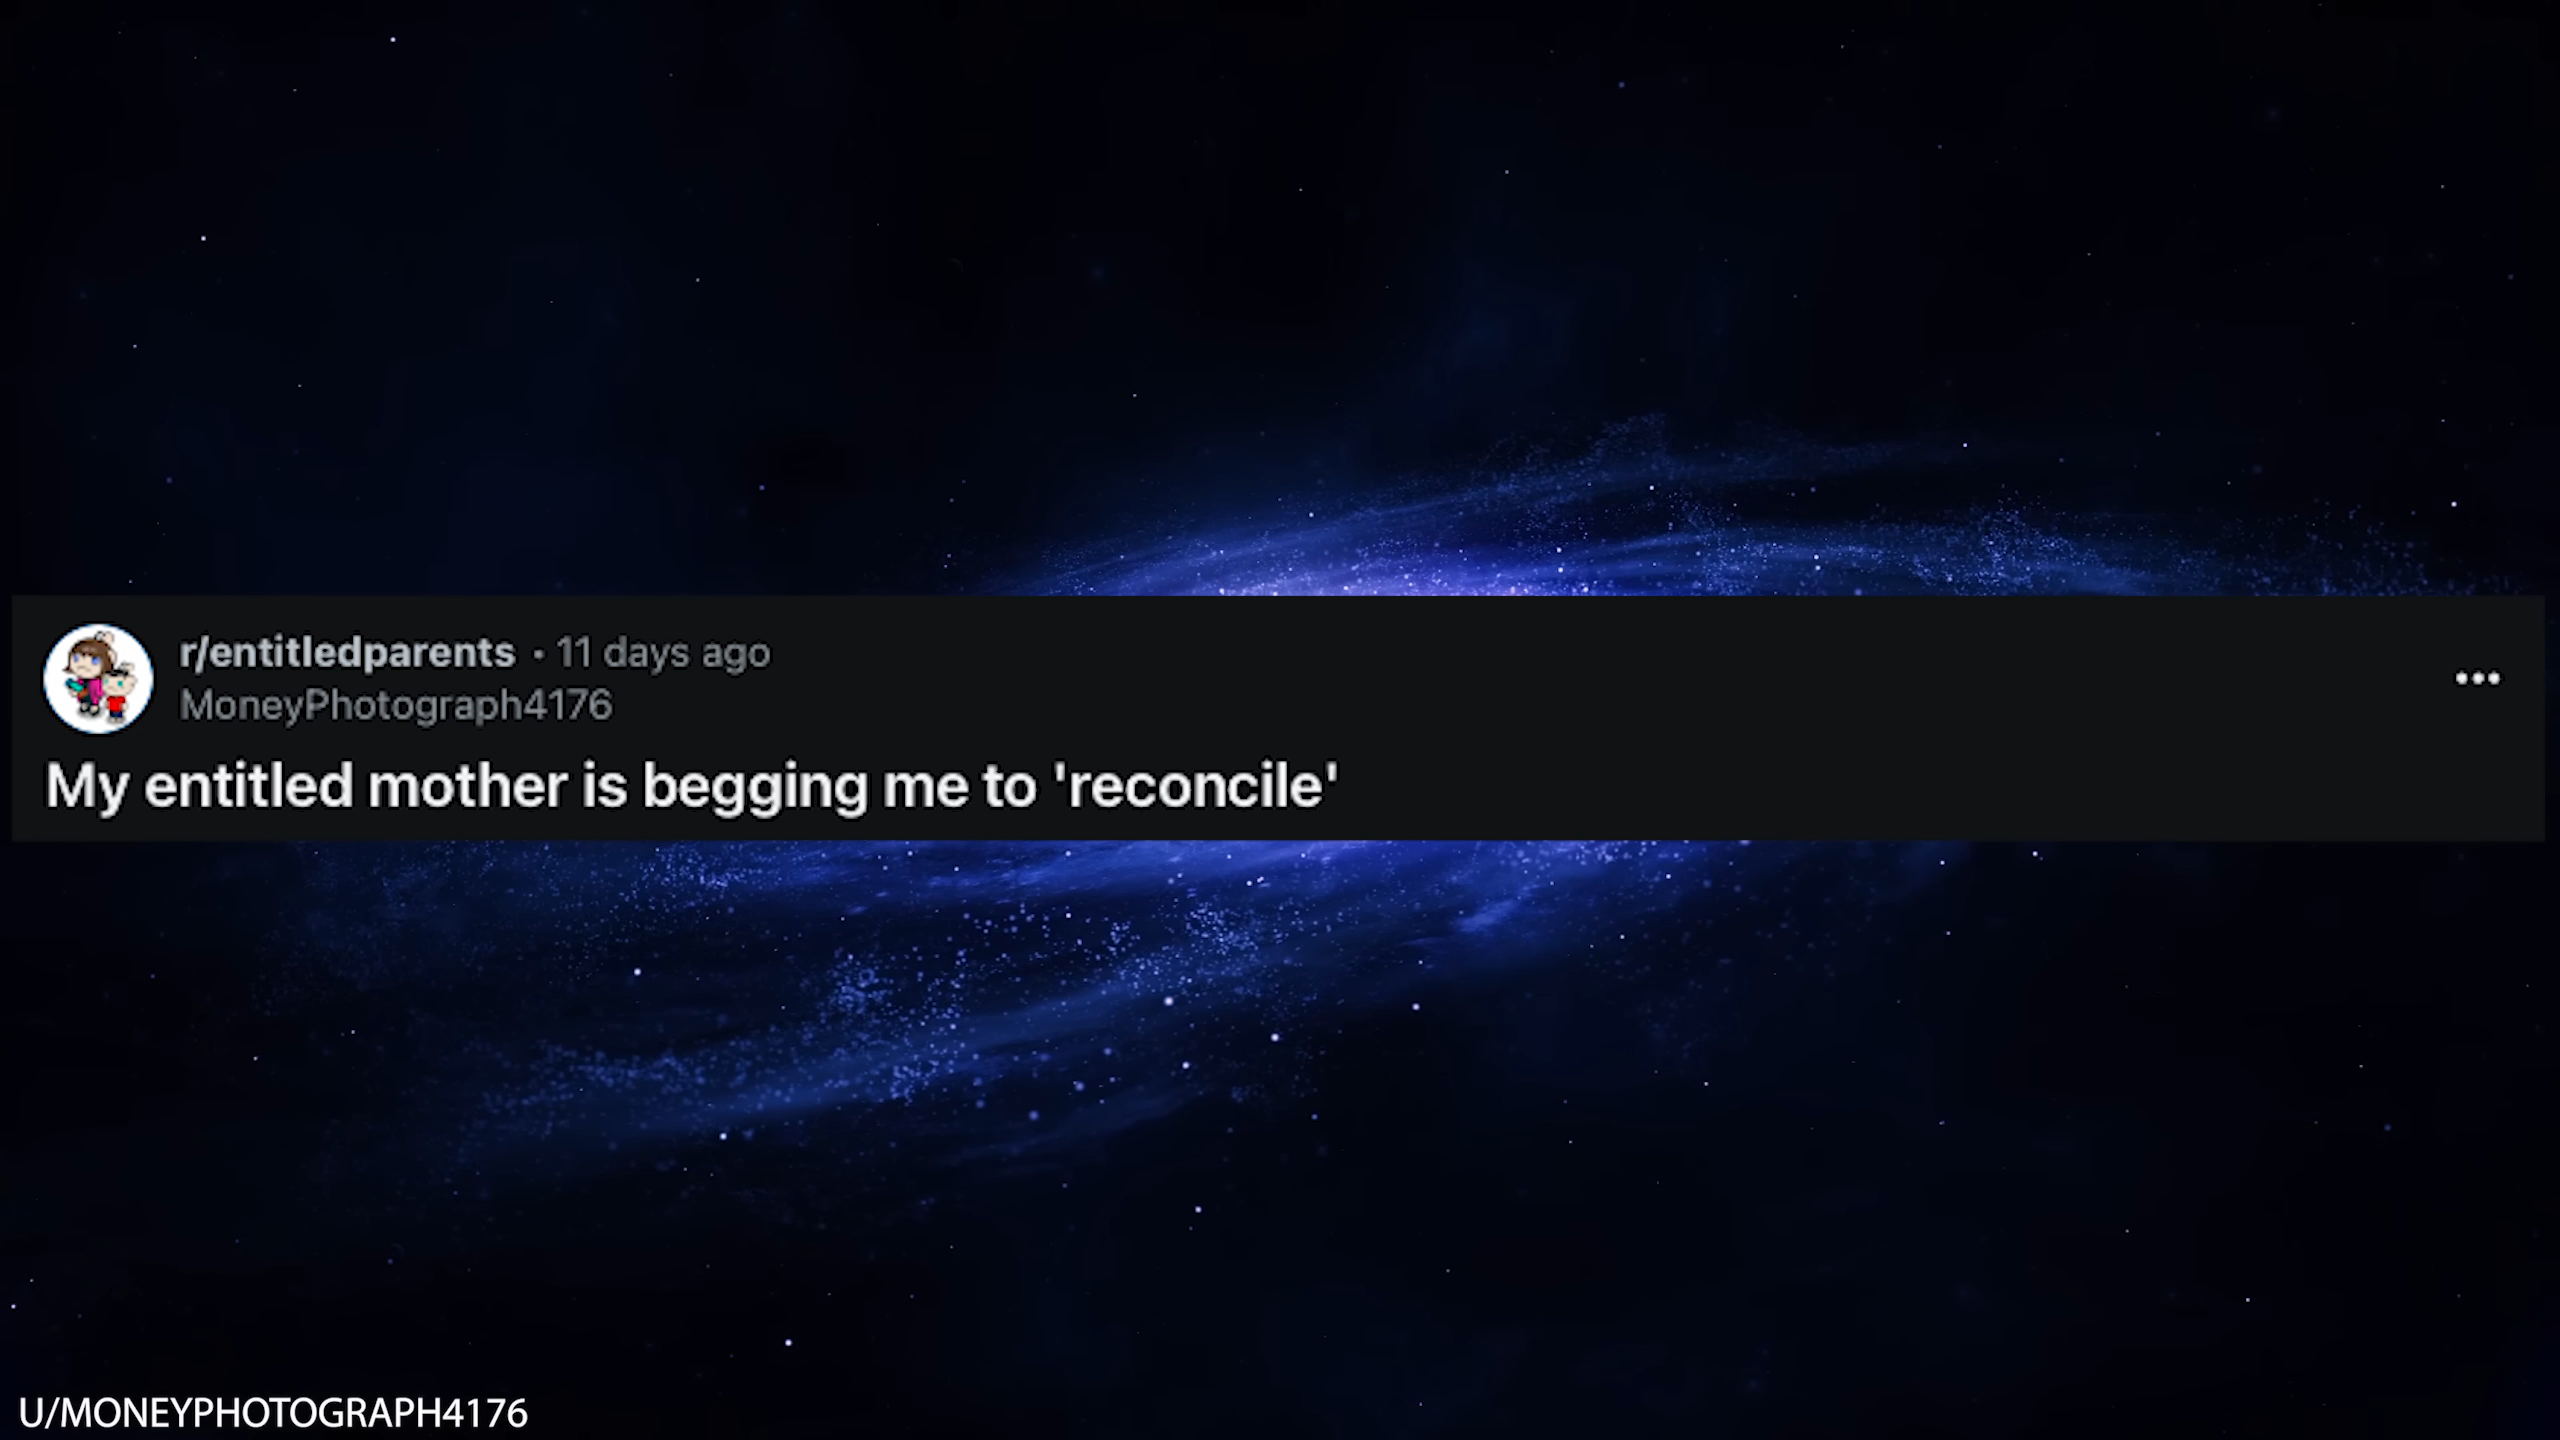 r/entitledparents · 11 days ago
MoneyPhotograph4176
My entitled mother is begging me to 'reconcile'
U/MONEYPHOTOGRAPH4176